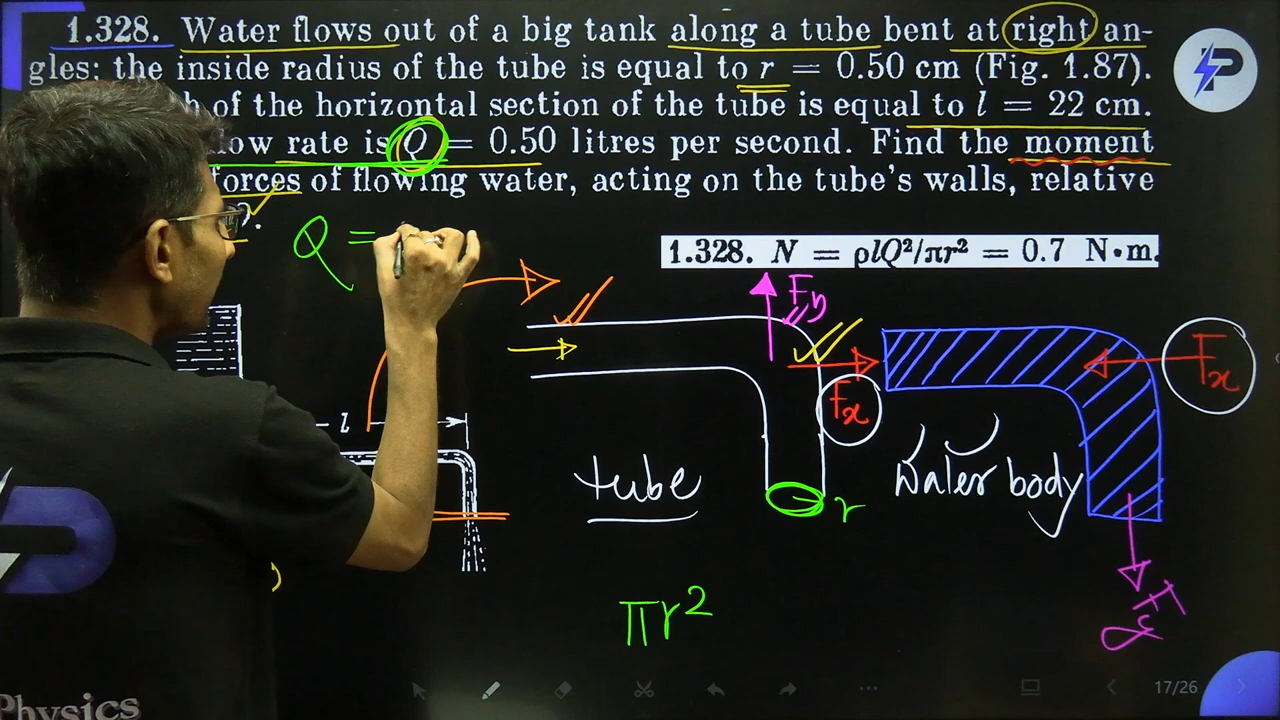 1.328. Water flows out of a big tank along a tube bent at right an-
gles: the inside radius of the tube is equal to r = 0.50 cm (Fig. 1.87).
h of the horizontal section of the tube is equal to l = 22 cm.
low rate is Q = 0.50 litres per second. Find the moment
forces of flowing water, acting on the tube's walls, relative
Q =
1.328. N = ρlQ²/πr² = 0.7 N·m.
Fy
Fx
Fx
l
tube
r
Water body
πr²
Physics
17/26